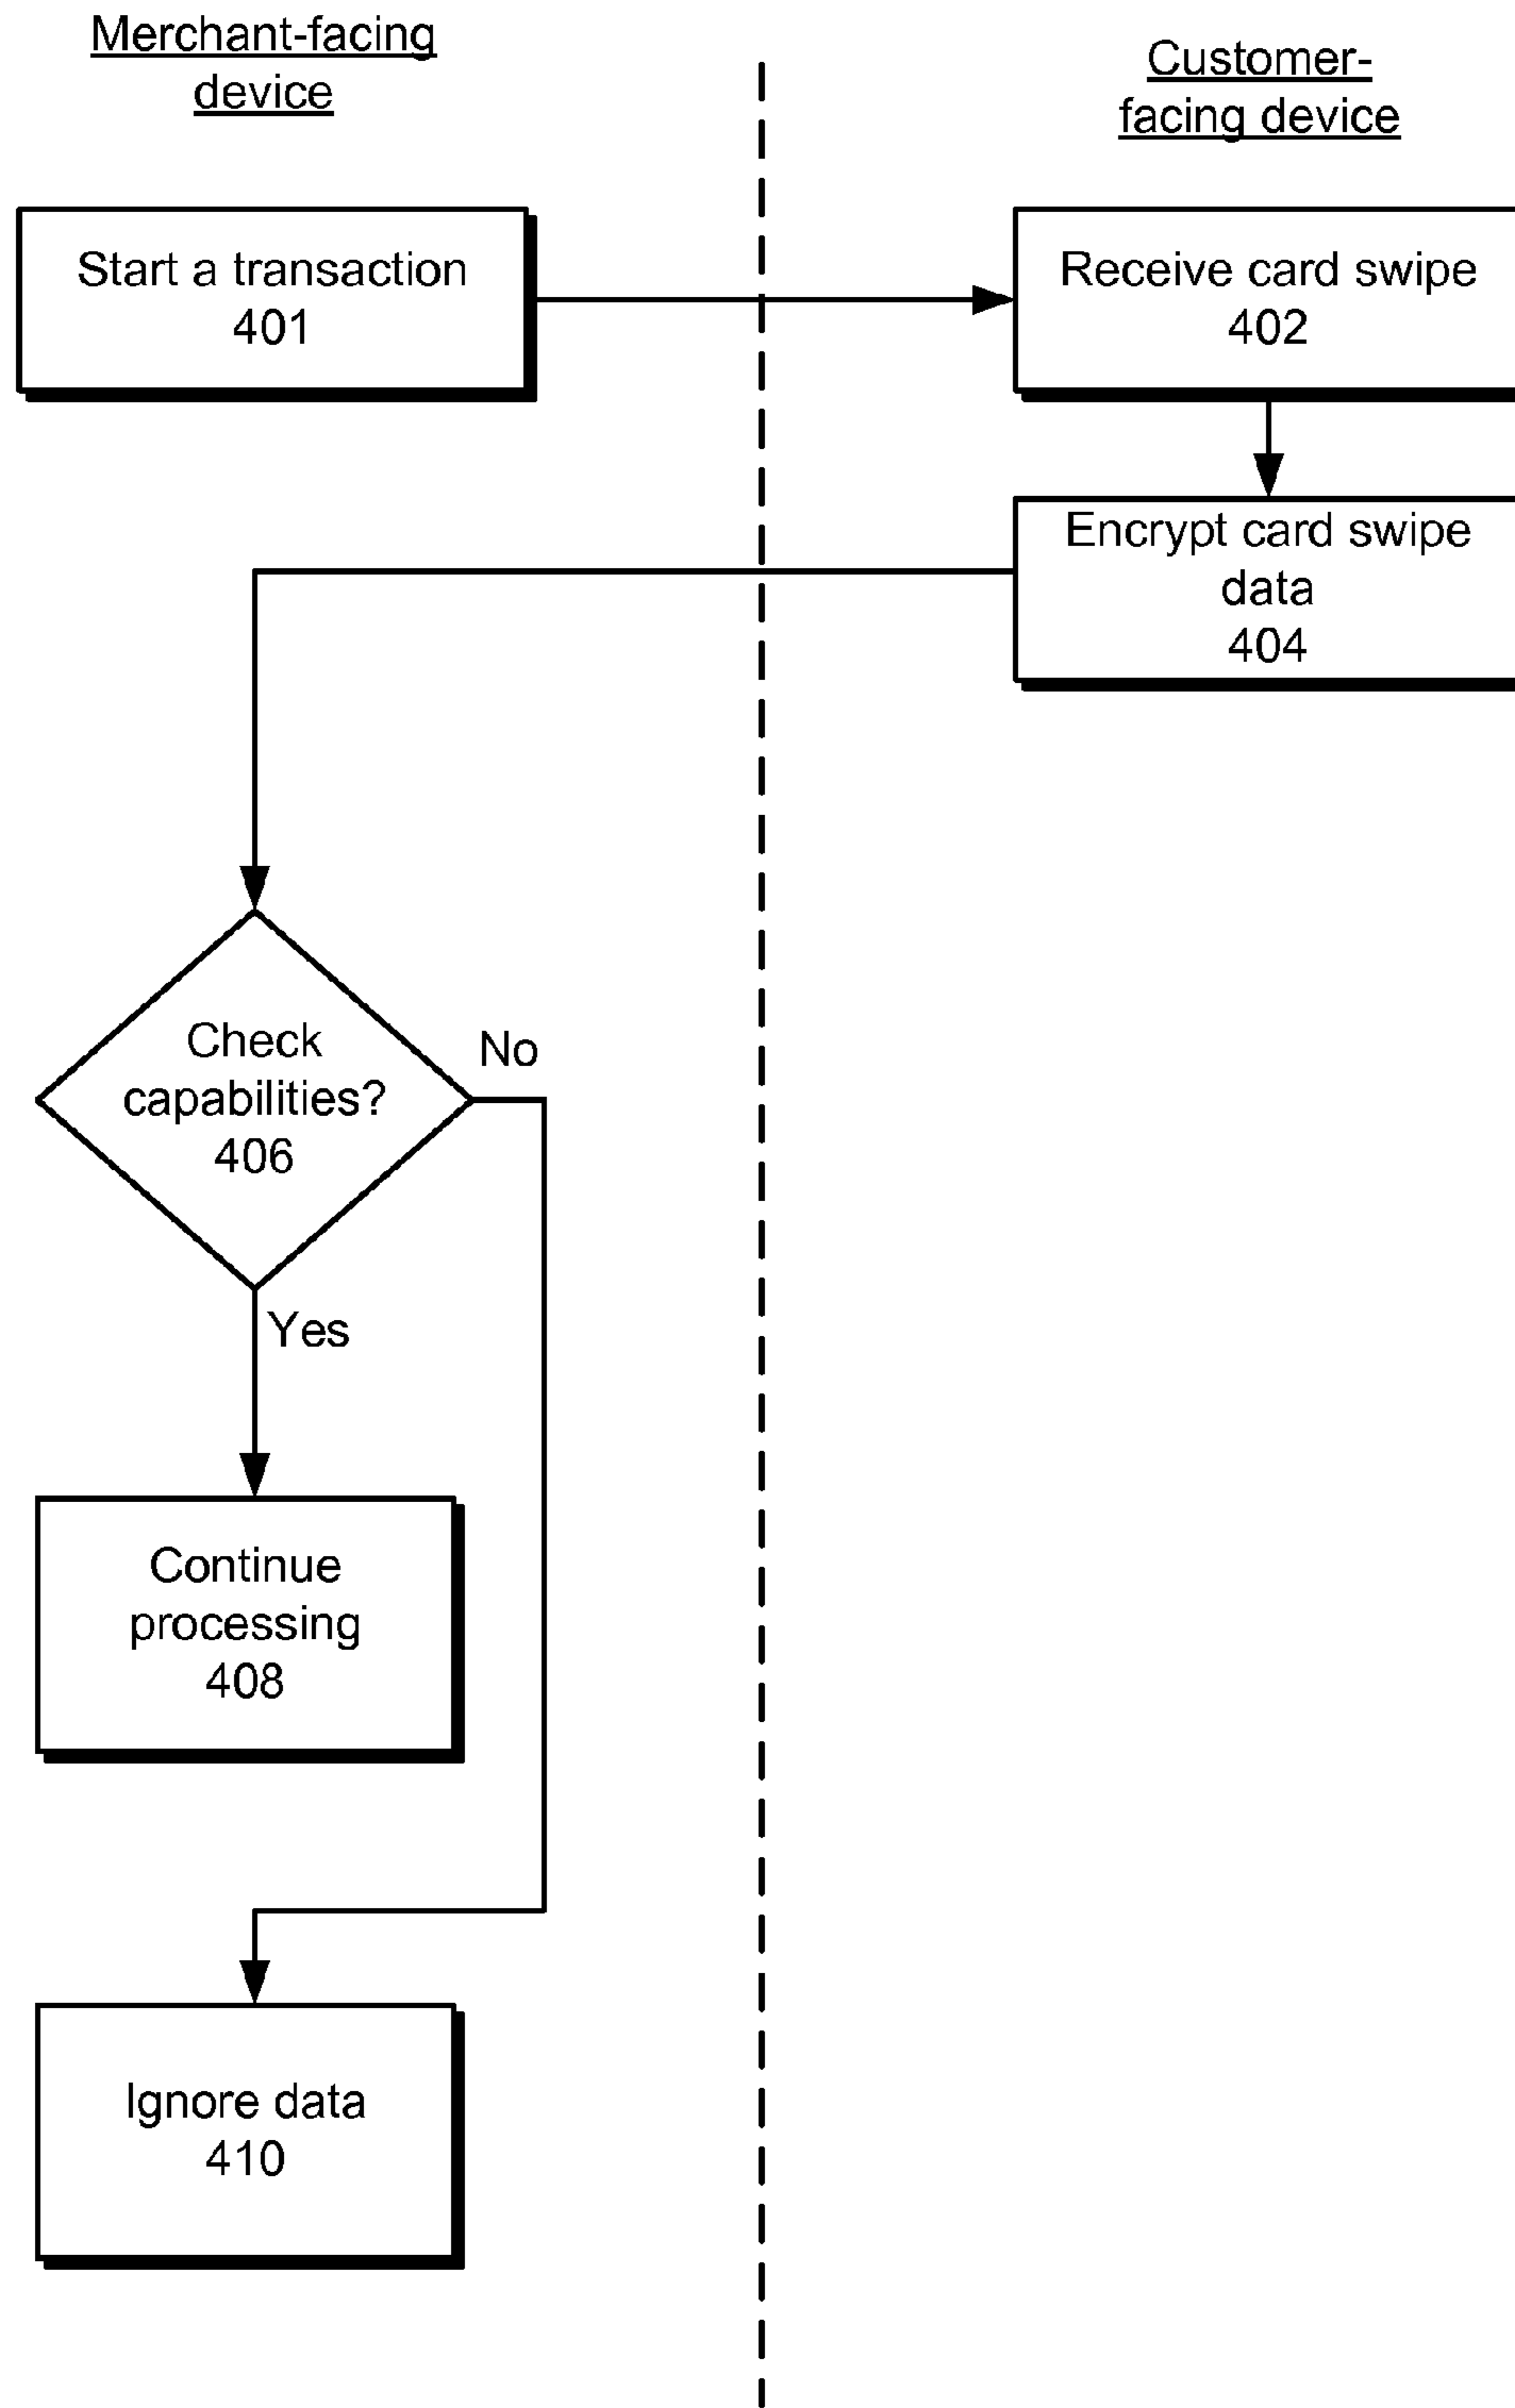 Merchant-facing
device
Customer-
facing device
Start a transaction
401
Receive card swipe
402
Encrypt card swipe
data
404
Check
capabilities?
406
No
Yes
Continue
processing
408
Ignore data
410